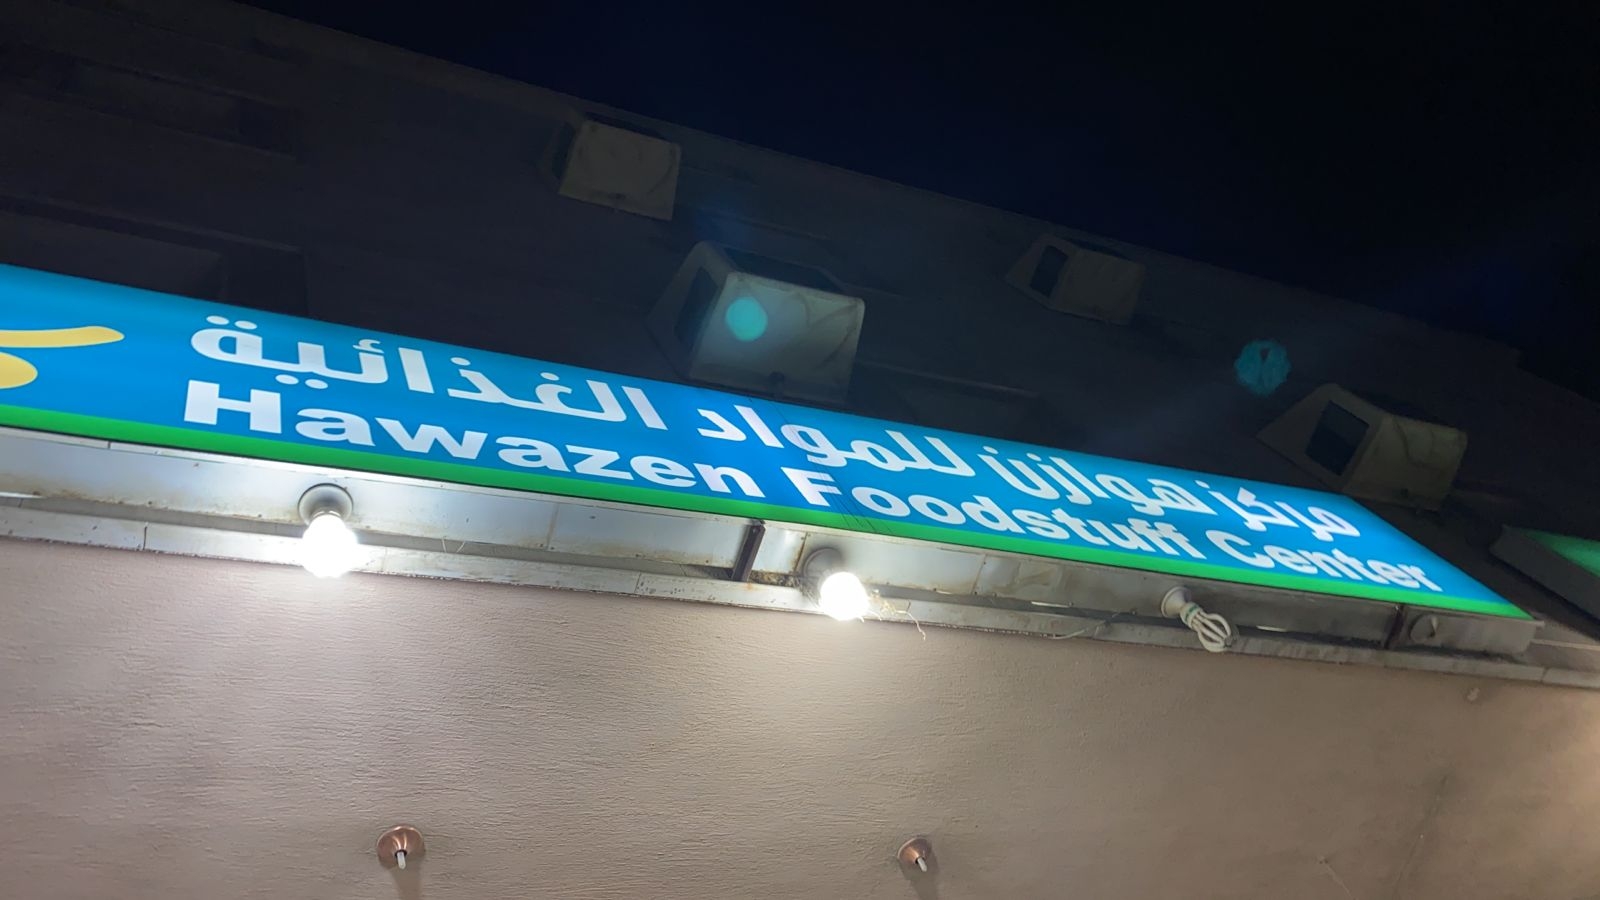 مركز هوازن للمواد الغذائية
Hawazen Foodstuff Center